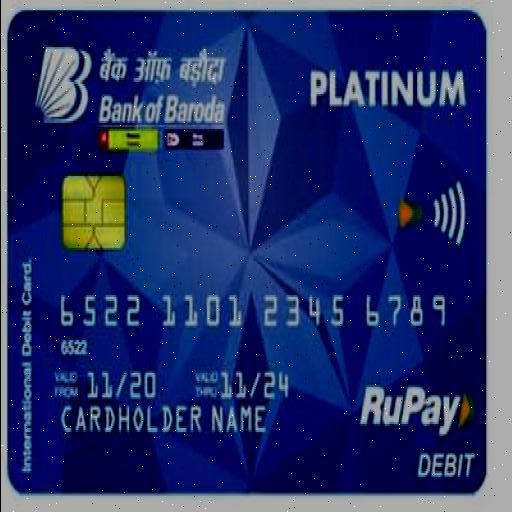 बैंक ऑफ़ बड़ौदा
Bank of Baroda
PLATINUM
International Debit Card.
6522 1101 2345 6789
6522
VALID FROM 11/20 VALID THRU 11/24
CARDHOLDER NAME
RuPay
DEBIT